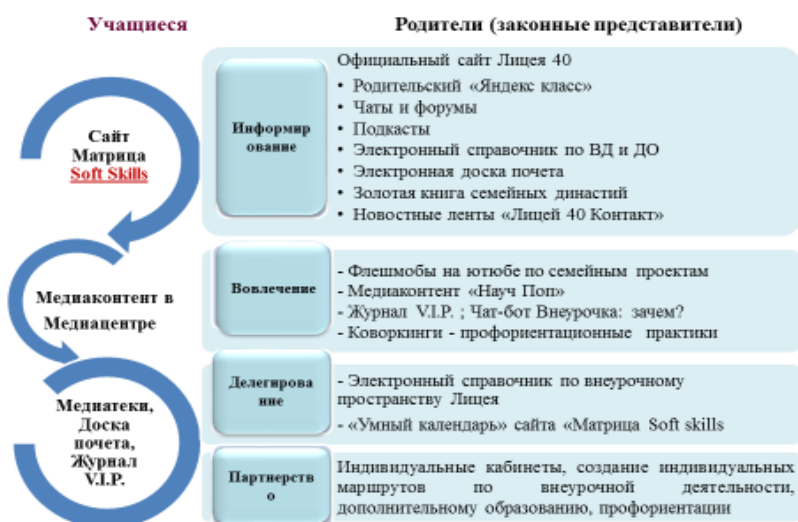 Учащиеся
Родители (законные представители)
Сайт
Матрица
Soft Skills
Медиаконтент в
Медиацентре
Медиатеки,
Доска
почета,
Журнал
V.I.P.
Информир
ование
Официальный сайт Лицея 40
• Родительский «Яндекс класс»
• Чаты и форумы
• Подкасты
• Электронный справочник по ВД и ДО
• Электронная доска почета
• Золотая книга семейных династий
• Новостные ленты «Лицей 40 Контакт»
Вовлечение
- Флешмобы на ютюбе по семейным проектам
- Медиаконтент «Науч Поп»
- Журнал V.I.P. ; Чат-бот Внеурочка: зачем?
- Коворкинги - профориентационные практики
Делегирова
ние
- Электронный справочник по внеурочному
пространству Лицея
- «Умный календарь» сайта «Матрица Soft skills
Партнерств
о
Индивидуальные кабинеты, создание индивидуальных
маршрутов по внеурочной деятельности,
дополнительному образованию, профориентации